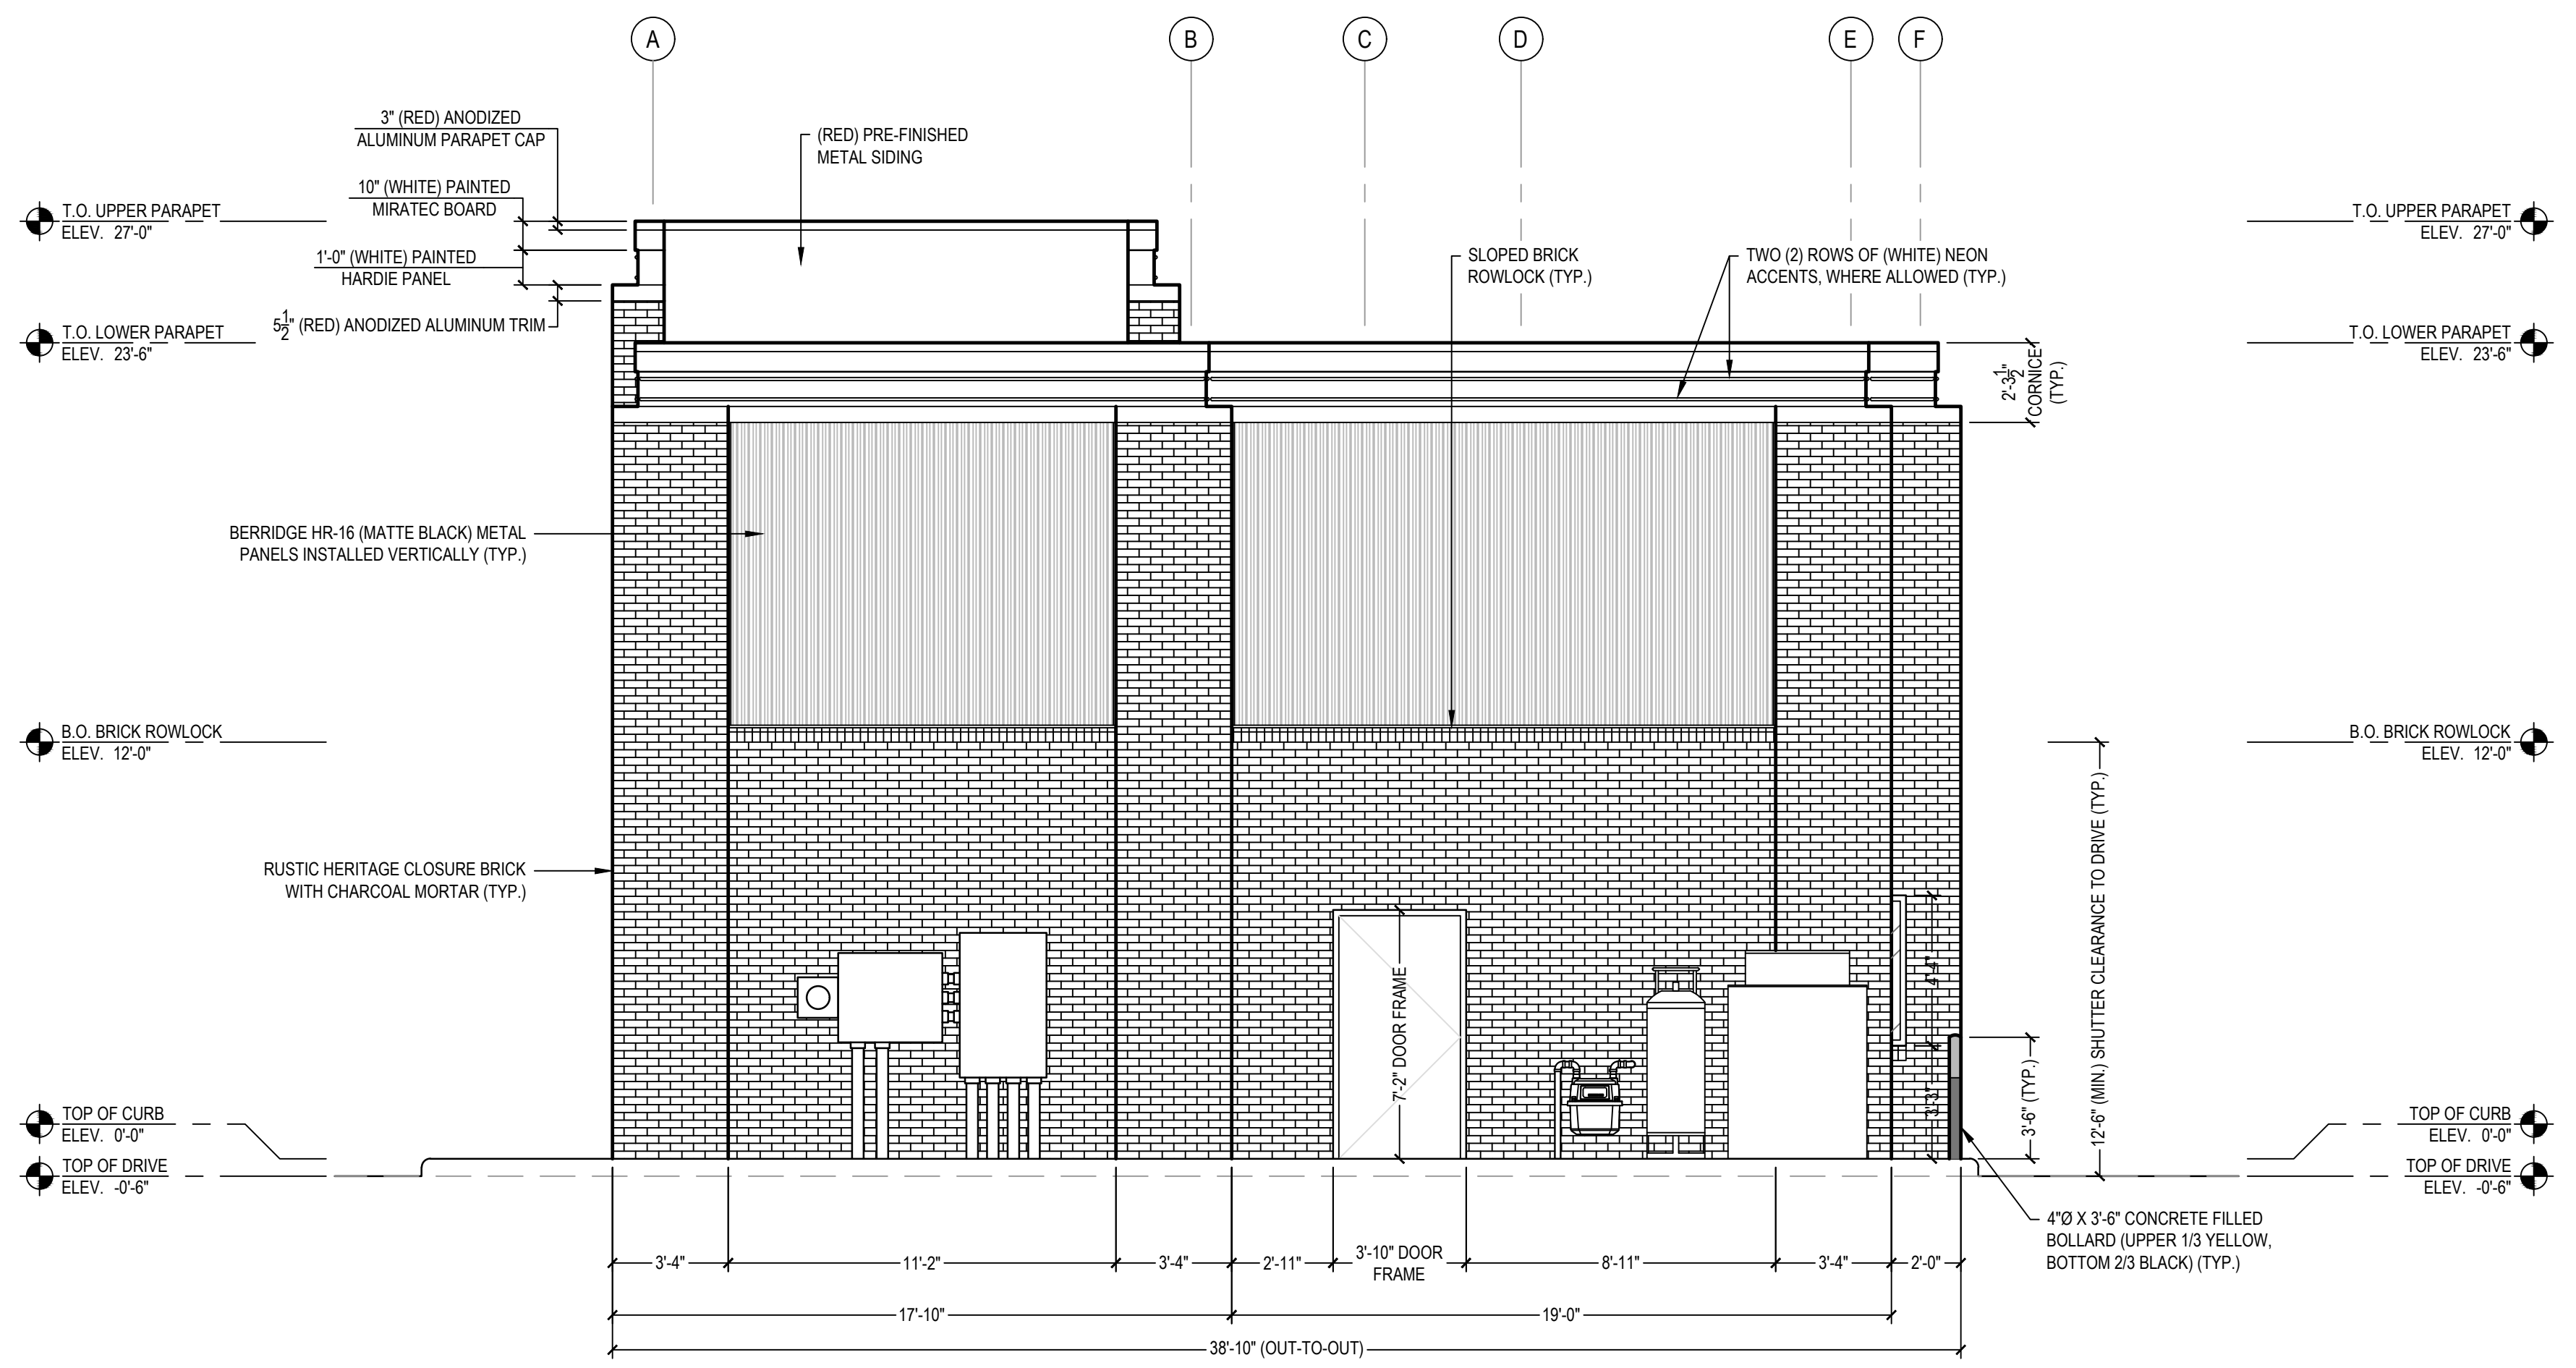 A
B
C
D
E
F
3" (RED) ANODIZED
ALUMINUM PARAPET CAP
(RED) PRE-FINISHED
METAL SIDING
10" (WHITE) PAINTED
MIRATEC BOARD
T.O. UPPER PARAPET
ELEV. 27'-0"
T.O. UPPER PARAPET
ELEV. 27'-0"
1'-0" (WHITE) PAINTED
HARDIE PANEL
SLOPED BRICK
ROWLOCK (TYP.)
TWO (2) ROWS OF (WHITE) NEON
ACCENTS, WHERE ALLOWED (TYP.)
5 1/2" (RED) ANODIZED ALUMINUM TRIM
T.O. LOWER PARAPET
ELEV. 23'-6"
T.O. LOWER PARAPET
ELEV. 23'-6"
2'-3 1/2"
CORNICE
(TYP.)
BERRIDGE HR-16 (MATTE BLACK) METAL
PANELS INSTALLED VERTICALLY (TYP.)
B.O. BRICK ROWLOCK
ELEV. 12'-0"
B.O. BRICK ROWLOCK
ELEV. 12'-0"
RUSTIC HERITAGE CLOSURE BRICK
WITH CHARCOAL MORTAR (TYP.)
7'-2" DOOR FRAME
4'-4"
3'-3"
3'-6" (TYP.)
12'-6" (MIN.) SHUTTER CLEARANCE TO DRIVE (TYP.)
TOP OF CURB
ELEV. 0'-0"
TOP OF DRIVE
ELEV. -0'-6"
TOP OF CURB
ELEV. 0'-0"
TOP OF DRIVE
ELEV. -0'-6"
4"Ø X 3'-6" CONCRETE FILLED
BOLLARD (UPPER 1/3 YELLOW,
BOTTOM 2/3 BLACK) (TYP.)
3'-4"
11'-2"
3'-4"
2'-11"
3'-10" DOOR
FRAME
8'-11"
3'-4"
2'-0"
17'-10"
19'-0"
38'-10" (OUT-TO-OUT)